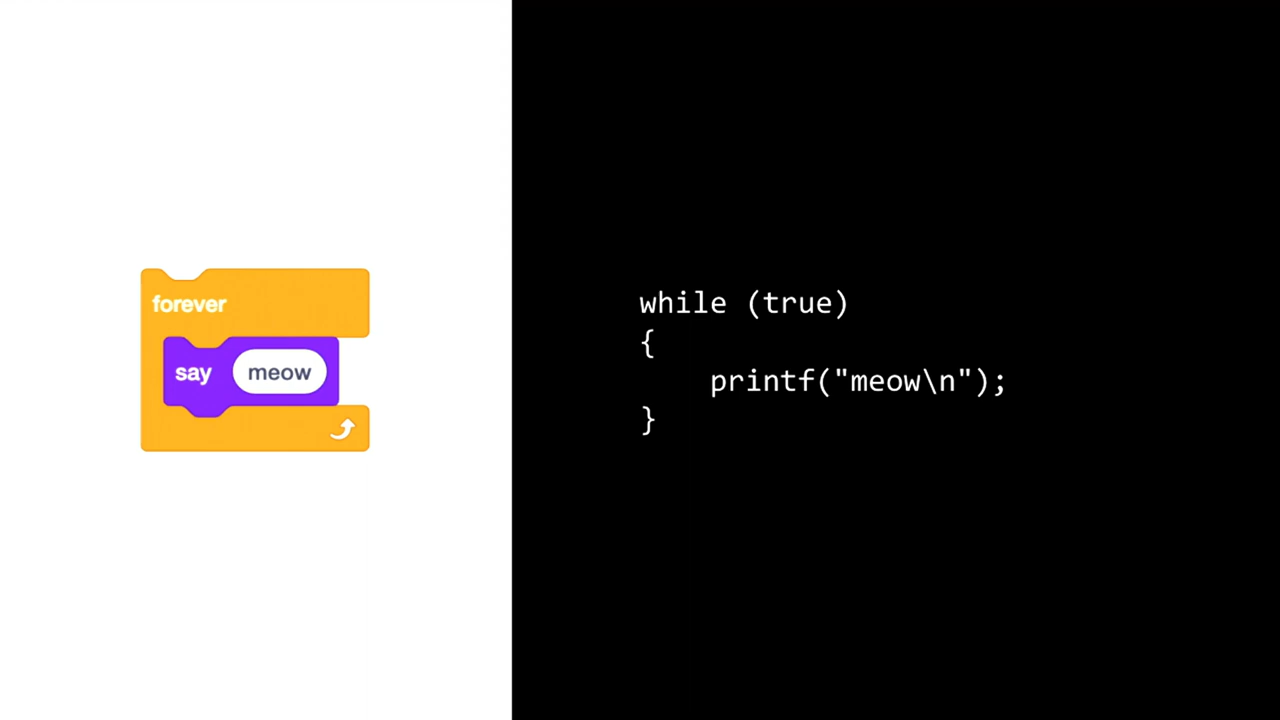 forever
say meow
while (true)
{
    printf("meow\n");
}